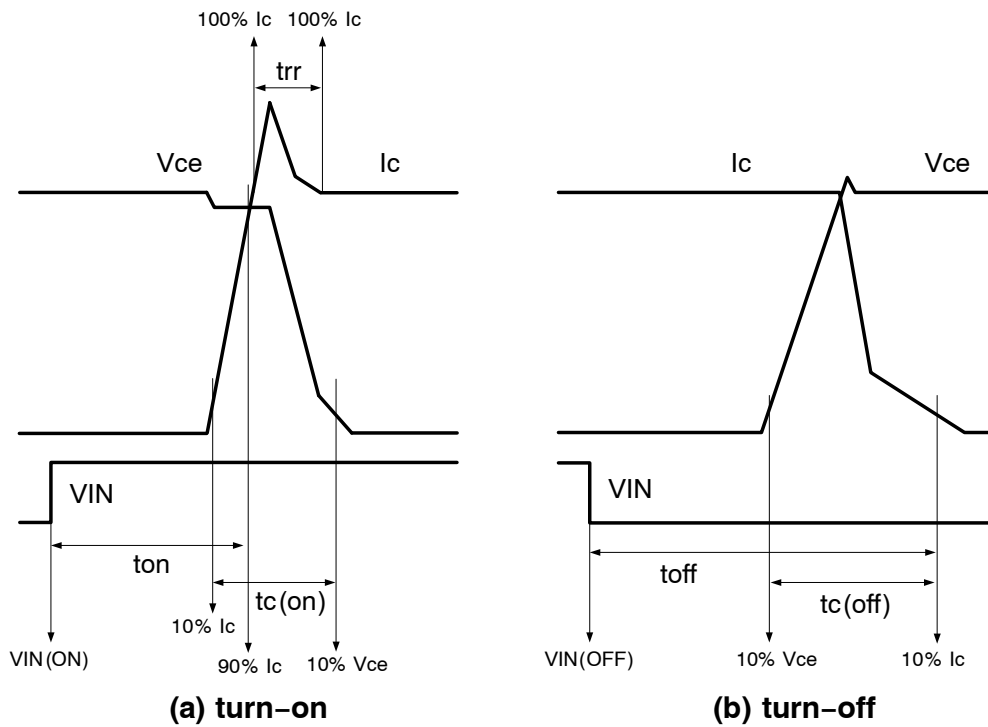 100% Ic 100% Ic
trr
Vce Ic
Ic Vce
VIN
VIN
ton
toff
tc(on)
tc(off)
10% Ic
VIN(ON)
90% Ic
10% Vce
VIN(OFF)
10% Vce
10% Ic
(a) turn-on
(b) turn-off